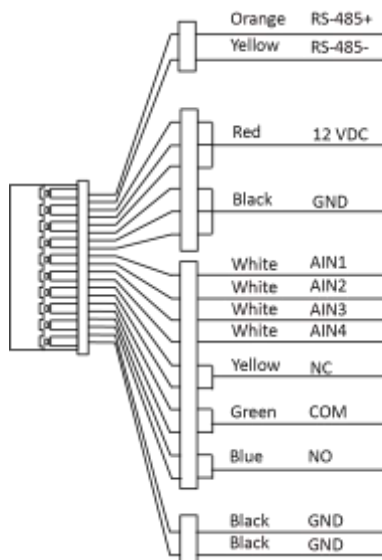 Orange RS-485+
Yellow RS-485-
Red 12 VDC
Black GND
White AIN1
White AIN2
White AIN3
White AIN4
Yellow NC
Green COM
Blue NO
Black GND
Black GND